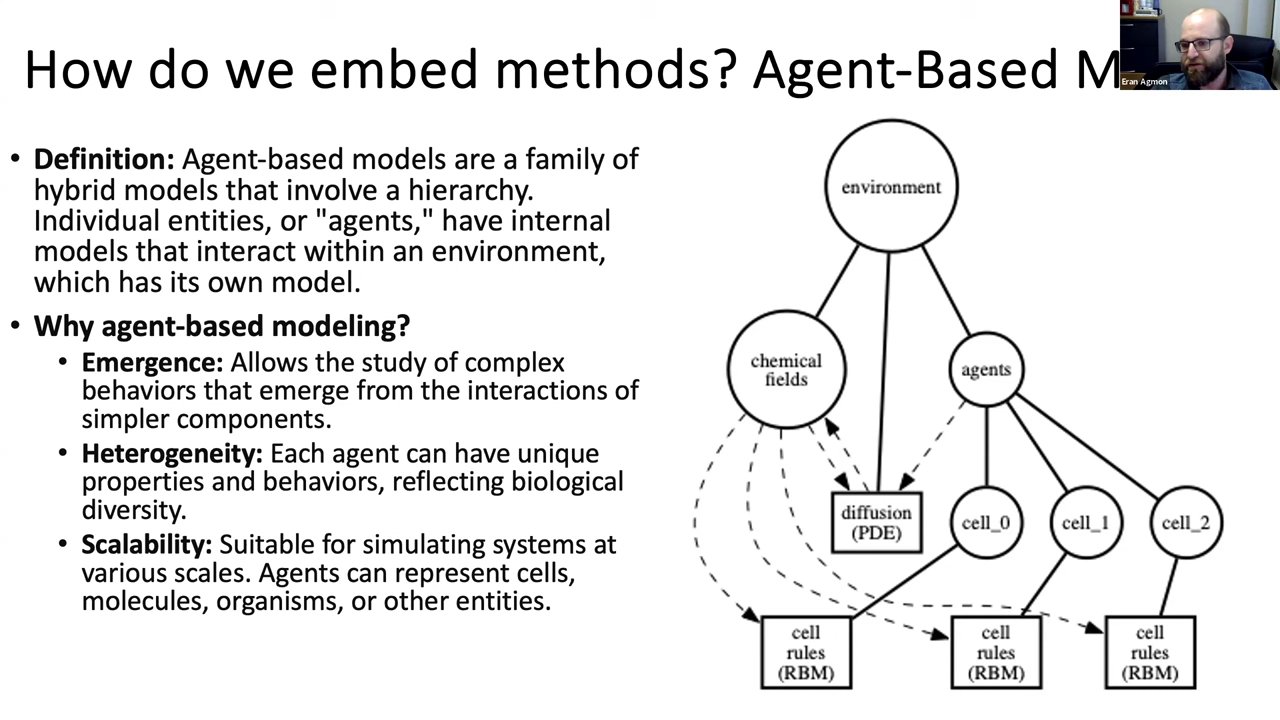 How do we embed methods? Agent-Based M
Eran Agmon
• Definition: Agent-based models are a family of
hybrid models that involve a hierarchy.
Individual entities, or "agents," have internal
models that interact within an environment,
which has its own model.
• Why agent-based modeling?
• Emergence: Allows the study of complex
behaviors that emerge from the interactions of
simpler components.
• Heterogeneity: Each agent can have unique
properties and behaviors, reflecting biological
diversity.
• Scalability: Suitable for simulating systems at
various scales. Agents can represent cells,
molecules, organisms, or other entities.
environment
chemical
fields
agents
diffusion
(PDE)
cell_0
cell_1
cell_2
cell
rules
(RBM)
cell
rules
(RBM)
cell
rules
(RBM)